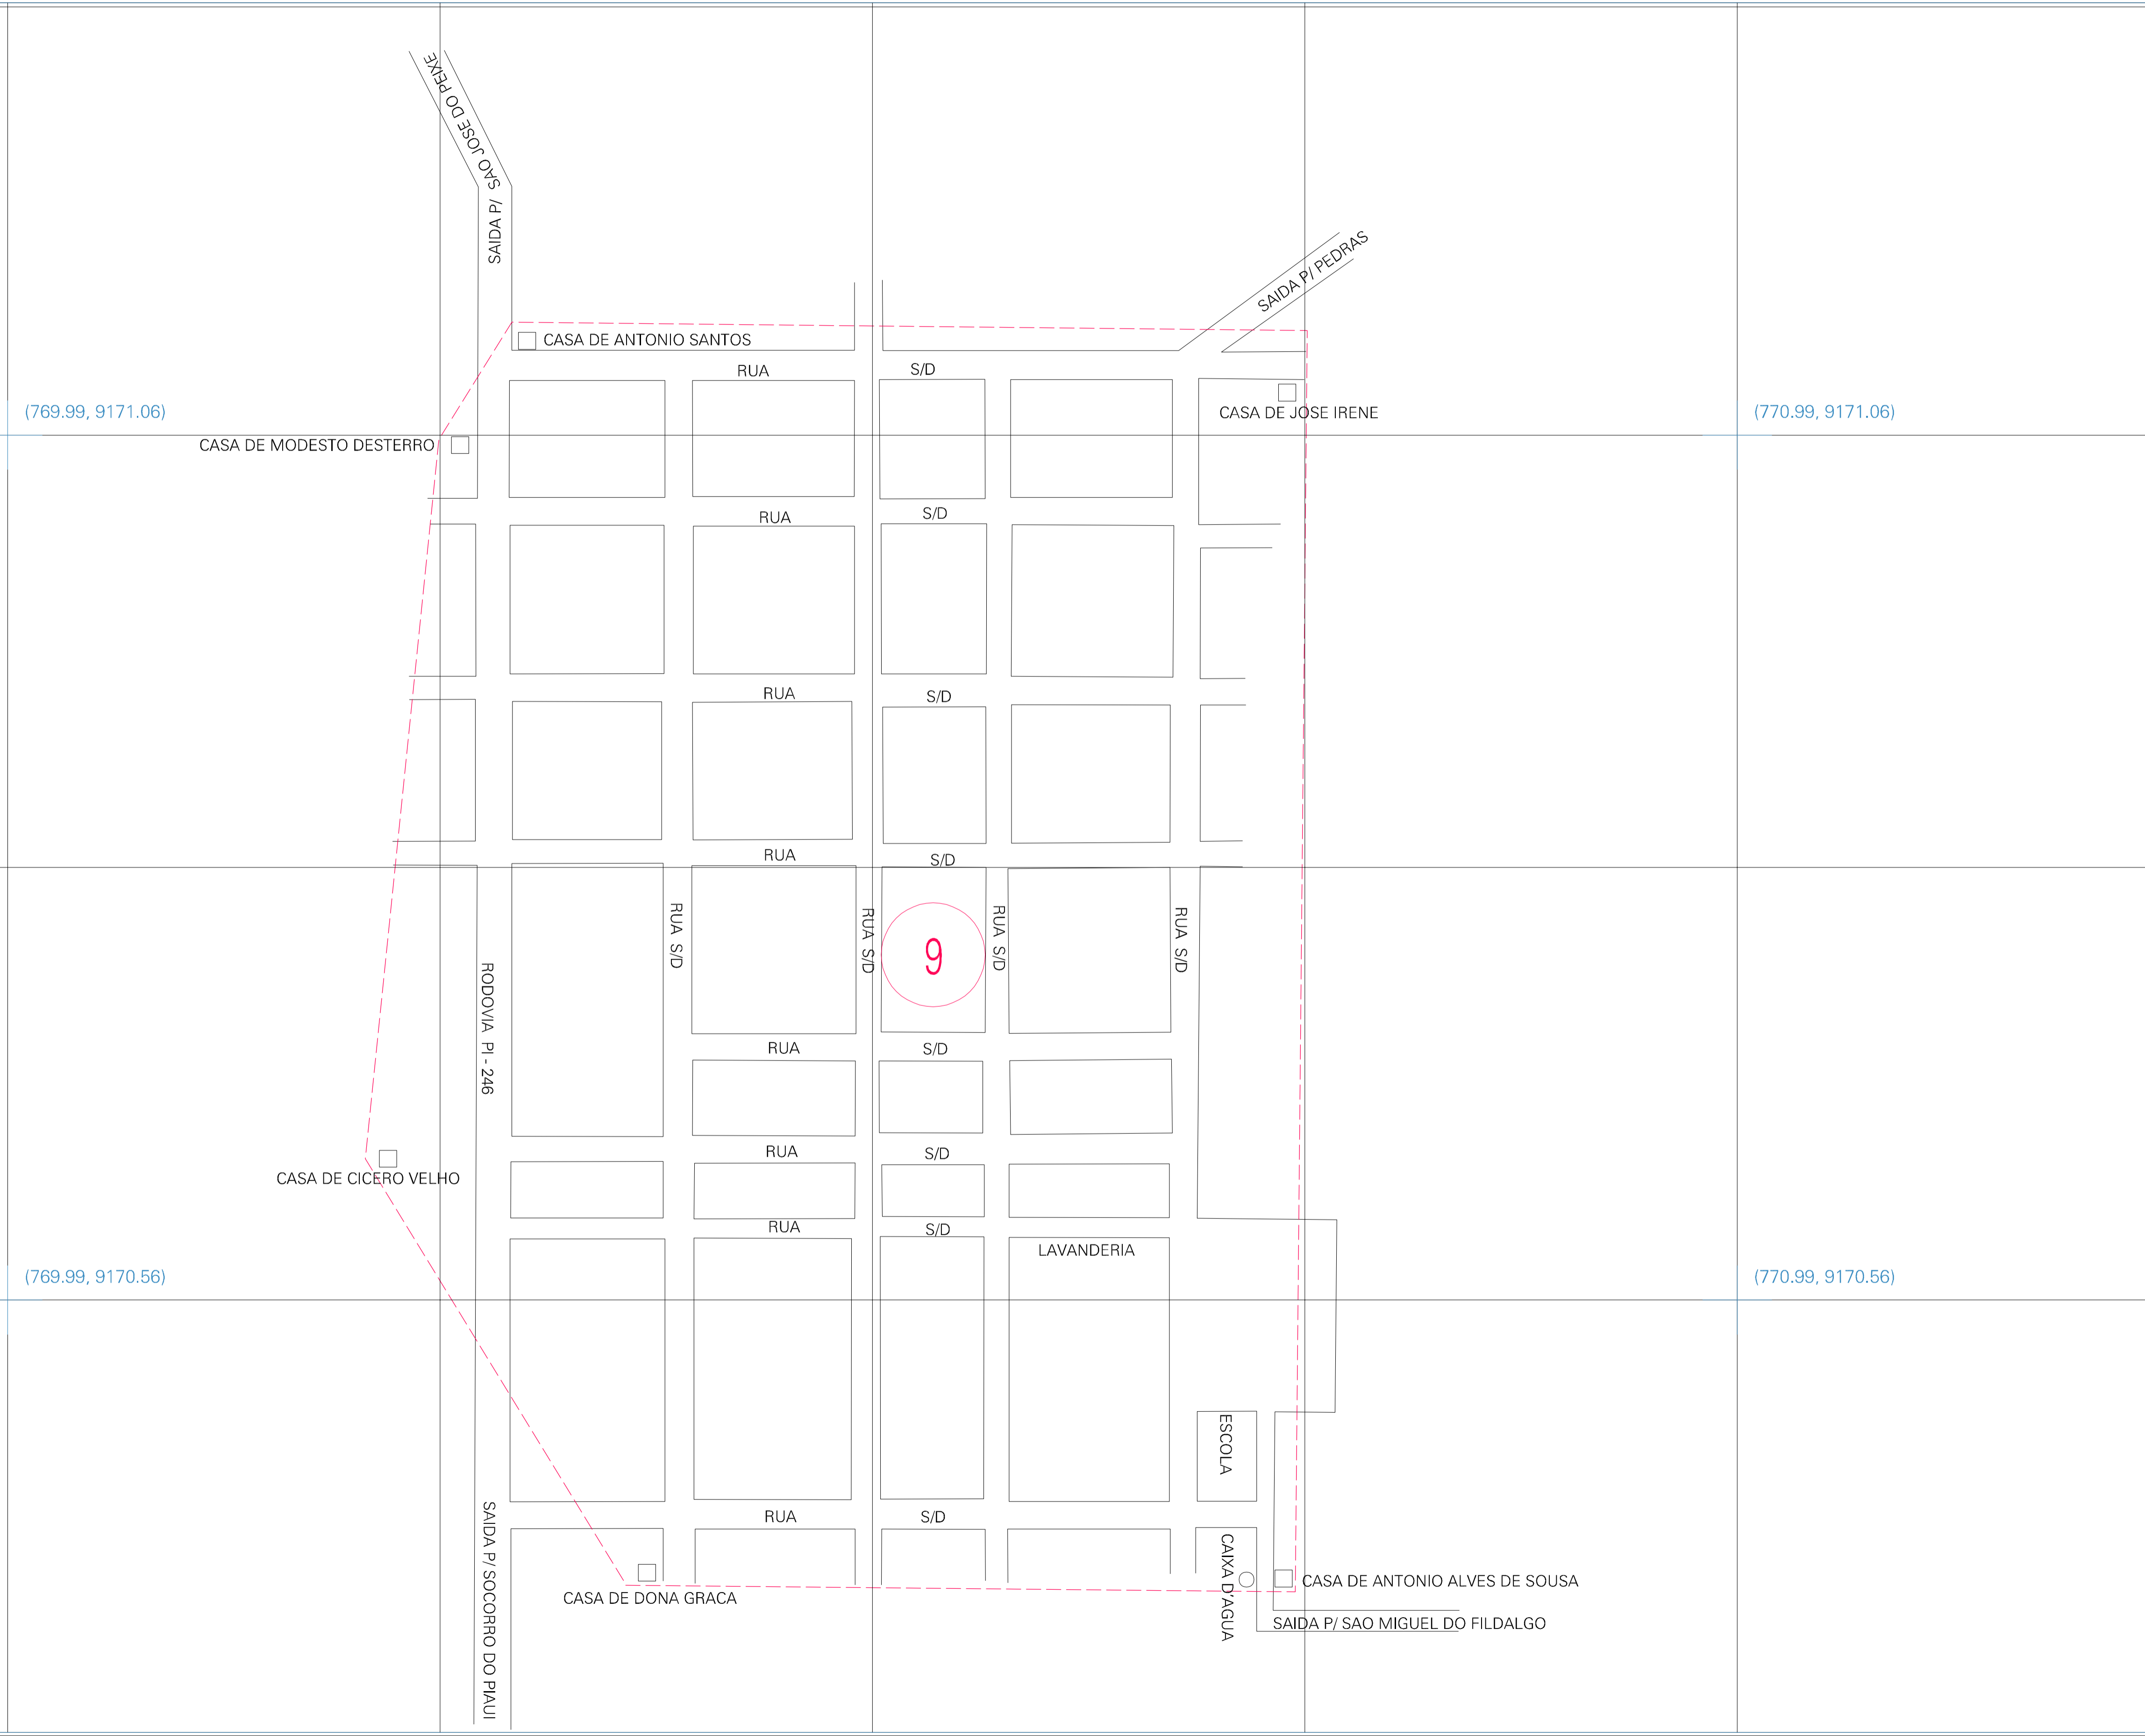 SAIDA P/ SAO JOSE DO PEIXE
SAIDA P/ PEDRAS
CASA DE ANTONIO SANTOS
RUA S/D
(769.99, 9171.06)
CASA DE JOSE IRENE
(770.99, 9171.06)
CASA DE MODESTO DESTERRO
RUA S/D
RUA S/D
RUA S/D
RUA S/D
RUA S/D
RUA S/D
RUA S/D
9
RODOVIA PI - 246
RUA S/D
RUA S/D
CASA DE CICERO VELHO
RUA S/D
LAVANDERIA
(769.99, 9170.56)
(770.99, 9170.56)
ESCOLA
SAIDA P/ SOCORRO DO PIAUI
RUA S/D
CAIXA D'AGUA
CASA DE ANTONIO ALVES DE SOUSA
CASA DE DONA GRACA
SAIDA P/ SAO MIGUEL DO FILDALGO